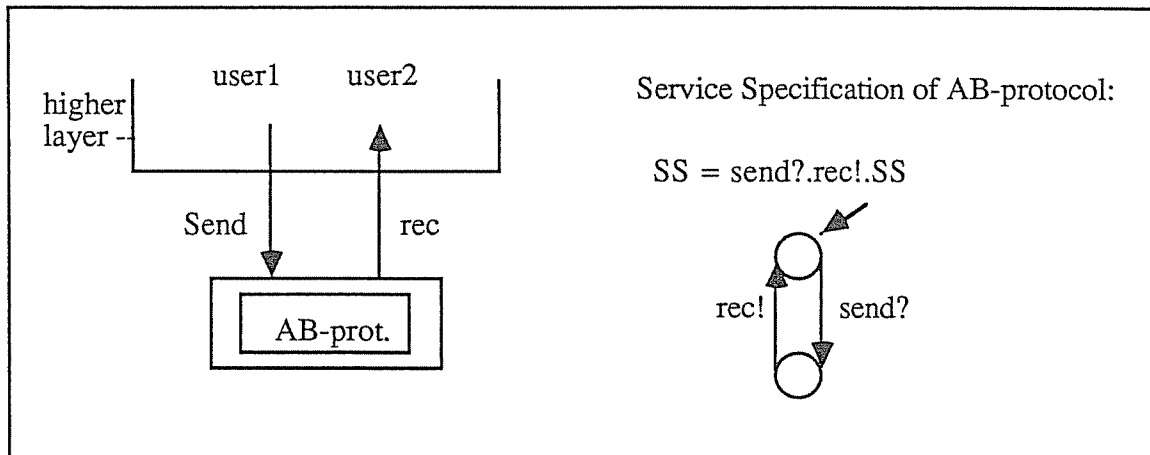 user1 user2
higher
layer --
Send rec
AB-prot.
Service Specification of AB-protocol:
SS = send?.rec!.SS
rec! send?